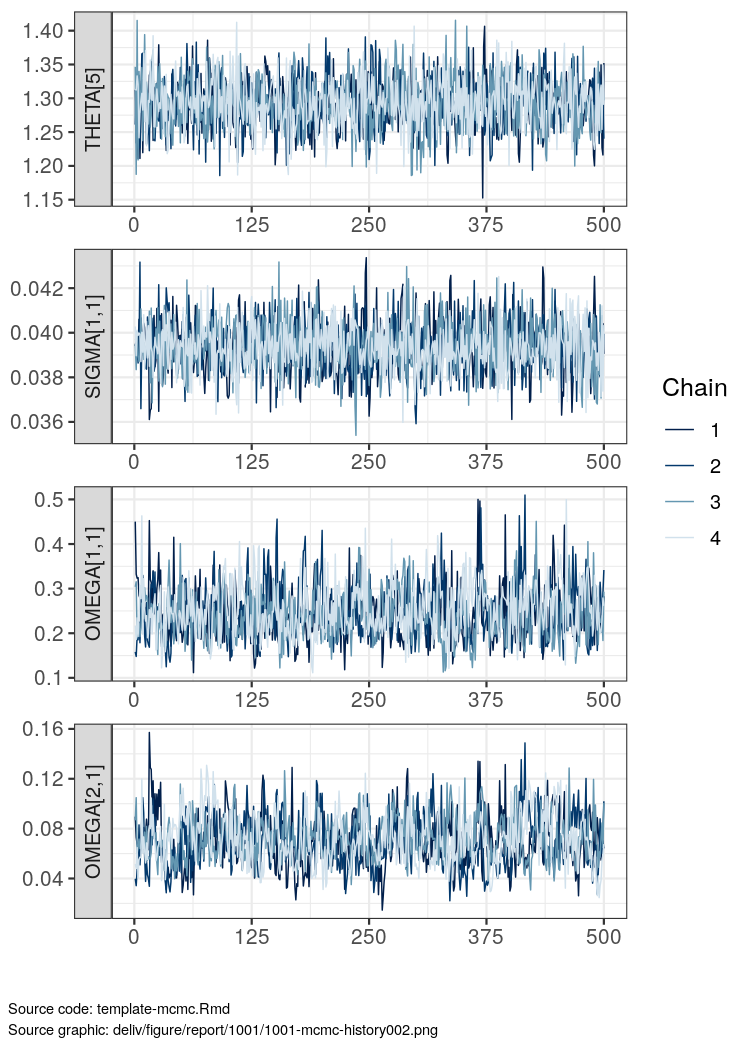 THETA[5]
1.40
1.35
1.30
1.25
1.20
1.15
0 125 250 375 500
SIGMA[1,1]
0.042
0.040
0.038
0.036
0 125 250 375 500
OMEGA[1,1]
0.5
0.4
0.3
0.2
0.1
0 125 250 375 500
OMEGA[2,1]
0.16
0.12
0.08
0.04
0 125 250 375 500
Chain
1
2
3
4
Source code: template-mcmc.Rmd
Source graphic: deliv/figure/report/1001/1001-mcmc-history002.png